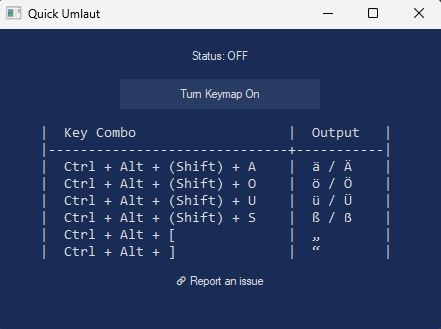 Quick Umlaut
Status: OFF
Turn Keymap On
| Key Combo | Output |
|------------------------------+-----------|
| Ctrl + Alt + (Shift) + A | ä / Ä |
| Ctrl + Alt + (Shift) + O | ö / Ö |
| Ctrl + Alt + (Shift) + U | ü / Ü |
| Ctrl + Alt + (Shift) + S | ß / ẞ |
| Ctrl + Alt + [ | „ |
| Ctrl + Alt + ] | “ |
🔗 Report an issue